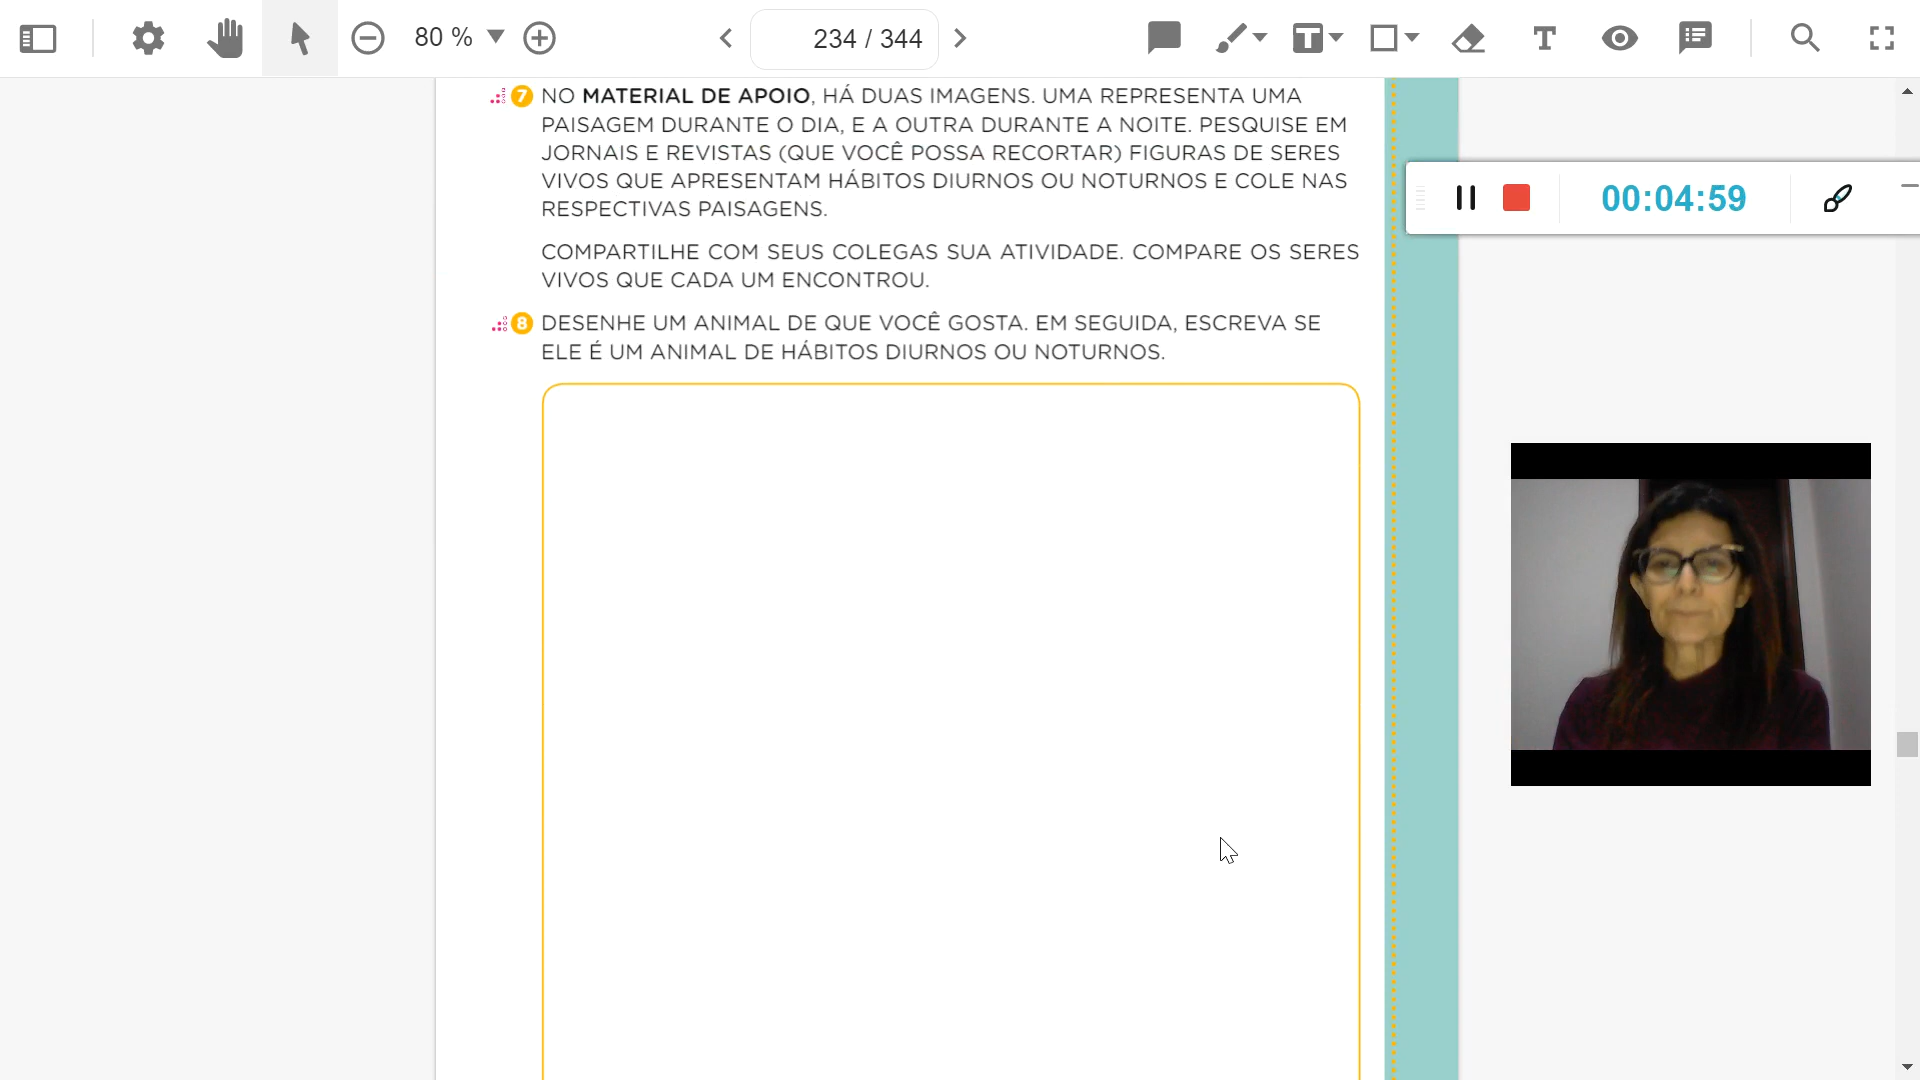 80 %
234 / 344
7 NO MATERIAL DE APOIO, HÁ DUAS IMAGENS. UMA REPRESENTA UMA
PAISAGEM DURANTE O DIA, E A OUTRA DURANTE A NOITE. PESQUISE EM
JORNAIS E REVISTAS (QUE VOCÊ POSSA RECORTAR) FIGURAS DE SERES
VIVOS QUE APRESENTAM HÁBITOS DIURNOS OU NOTURNOS E COLE NAS
RESPECTIVAS PAISAGENS.
00:04:59
COMPARTILHE COM SEUS COLEGAS SUA ATIVIDADE. COMPARE OS SERES
VIVOS QUE CADA UM ENCONTROU.
8 DESENHE UM ANIMAL DE QUE VOCÊ GOSTA. EM SEGUIDA, ESCREVA SE
ELE É UM ANIMAL DE HÁBITOS DIURNOS OU NOTURNOS.